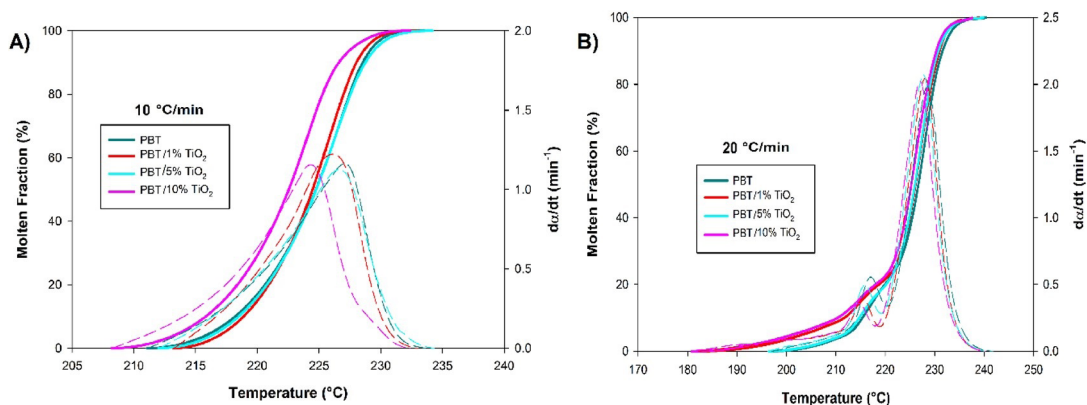 A)
10 °C/min
PBT
PBT/1% TiO₂
PBT/5% TiO₂
PBT/10% TiO₂
Molten Fraction (%)
0
20
40
60
80
100
dα/dt (min⁻¹)
0.0
0.5
1.0
1.5
2.0
205 210 215 220 225 230 235 240
Temperature (°C)
B)
20 °C/min
PBT
PBT/1% TiO₂
PBT/5% TiO₂
PBT/10% TiO₂
Molten Fraction (%)
0
20
40
60
80
100
dα/dt (min⁻¹)
0.0
0.5
1.0
1.5
2.0
2.5
170 180 190 200 210 220 230 240 250
Temperature (°C)